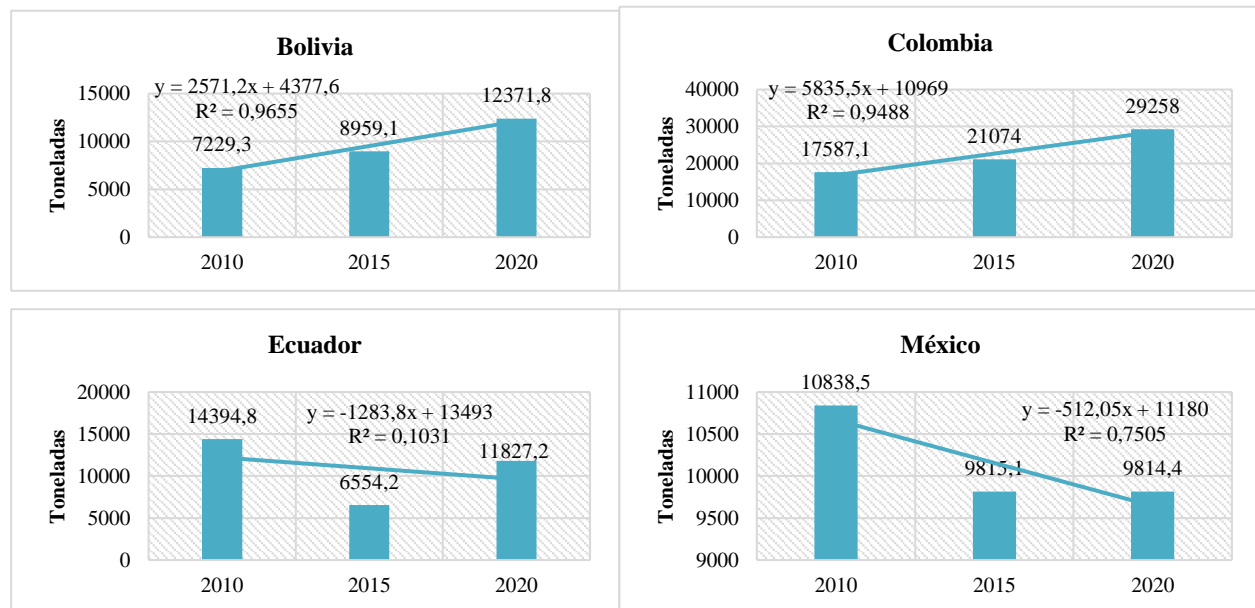 Bolivia
y = 2571,2x + 4377,6
R² = 0,9655
15000
10000
5000
0
Toneladas
7229,3
8959,1
12371,8
2010 2015 2020
Colombia
y = 5835,5x + 10969
R² = 0,9488
40000
30000
20000
10000
0
Toneladas
17587,1
21074
29258
2010 2015 2020
Ecuador
y = -1283,8x + 13493
R² = 0,1031
20000
15000
10000
5000
0
Toneladas
14394,8
6554,2
11827,2
2010 2015 2020
México
y = -512,05x + 11180
R² = 0,7505
11000
10500
10000
9500
9000
Toneladas
10838,5
9815,1
9814,4
2010 2015 2020